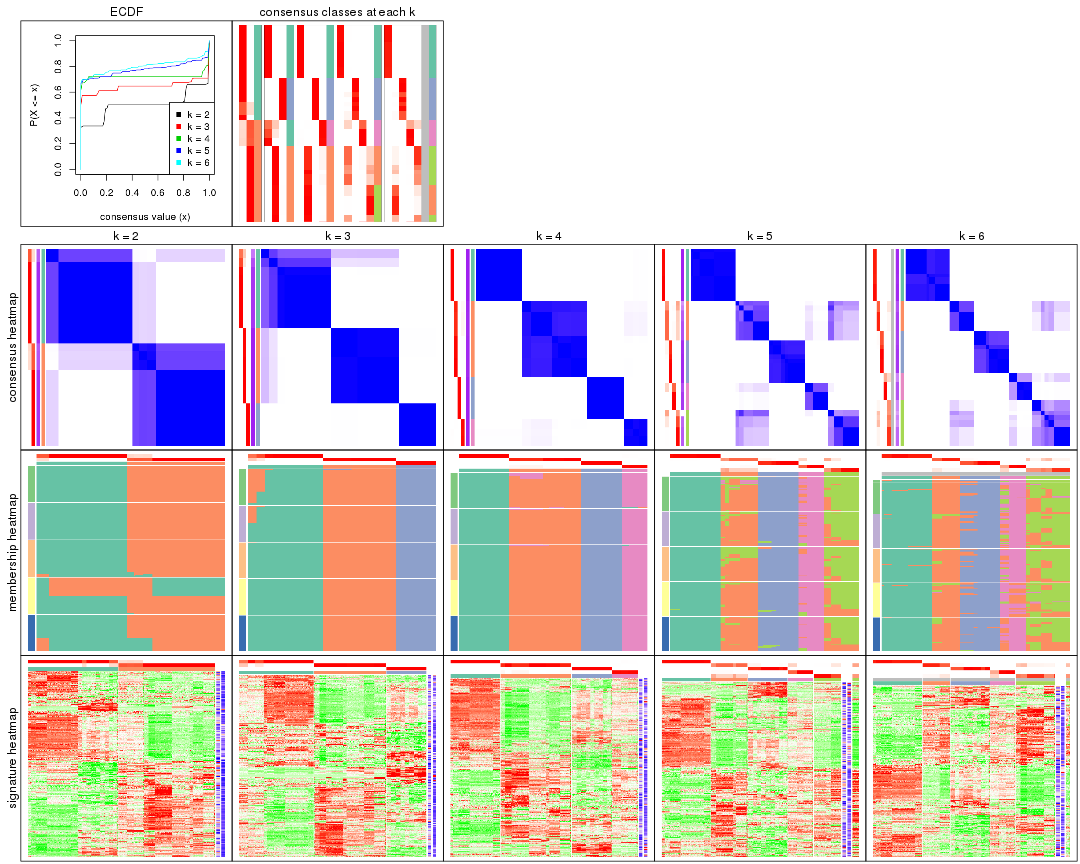 ECDF
consensus classes at each k
P(X <= x)
0.0 0.2 0.4 0.6 0.8 1.0
k = 2
k = 3
k = 4
k = 5
k = 6
0.0 0.2 0.4 0.6 0.8 1.0
consensus value (x)
k = 2
k = 3
k = 4
k = 5
k = 6
consensus heatmap
membership heatmap
signature heatmap